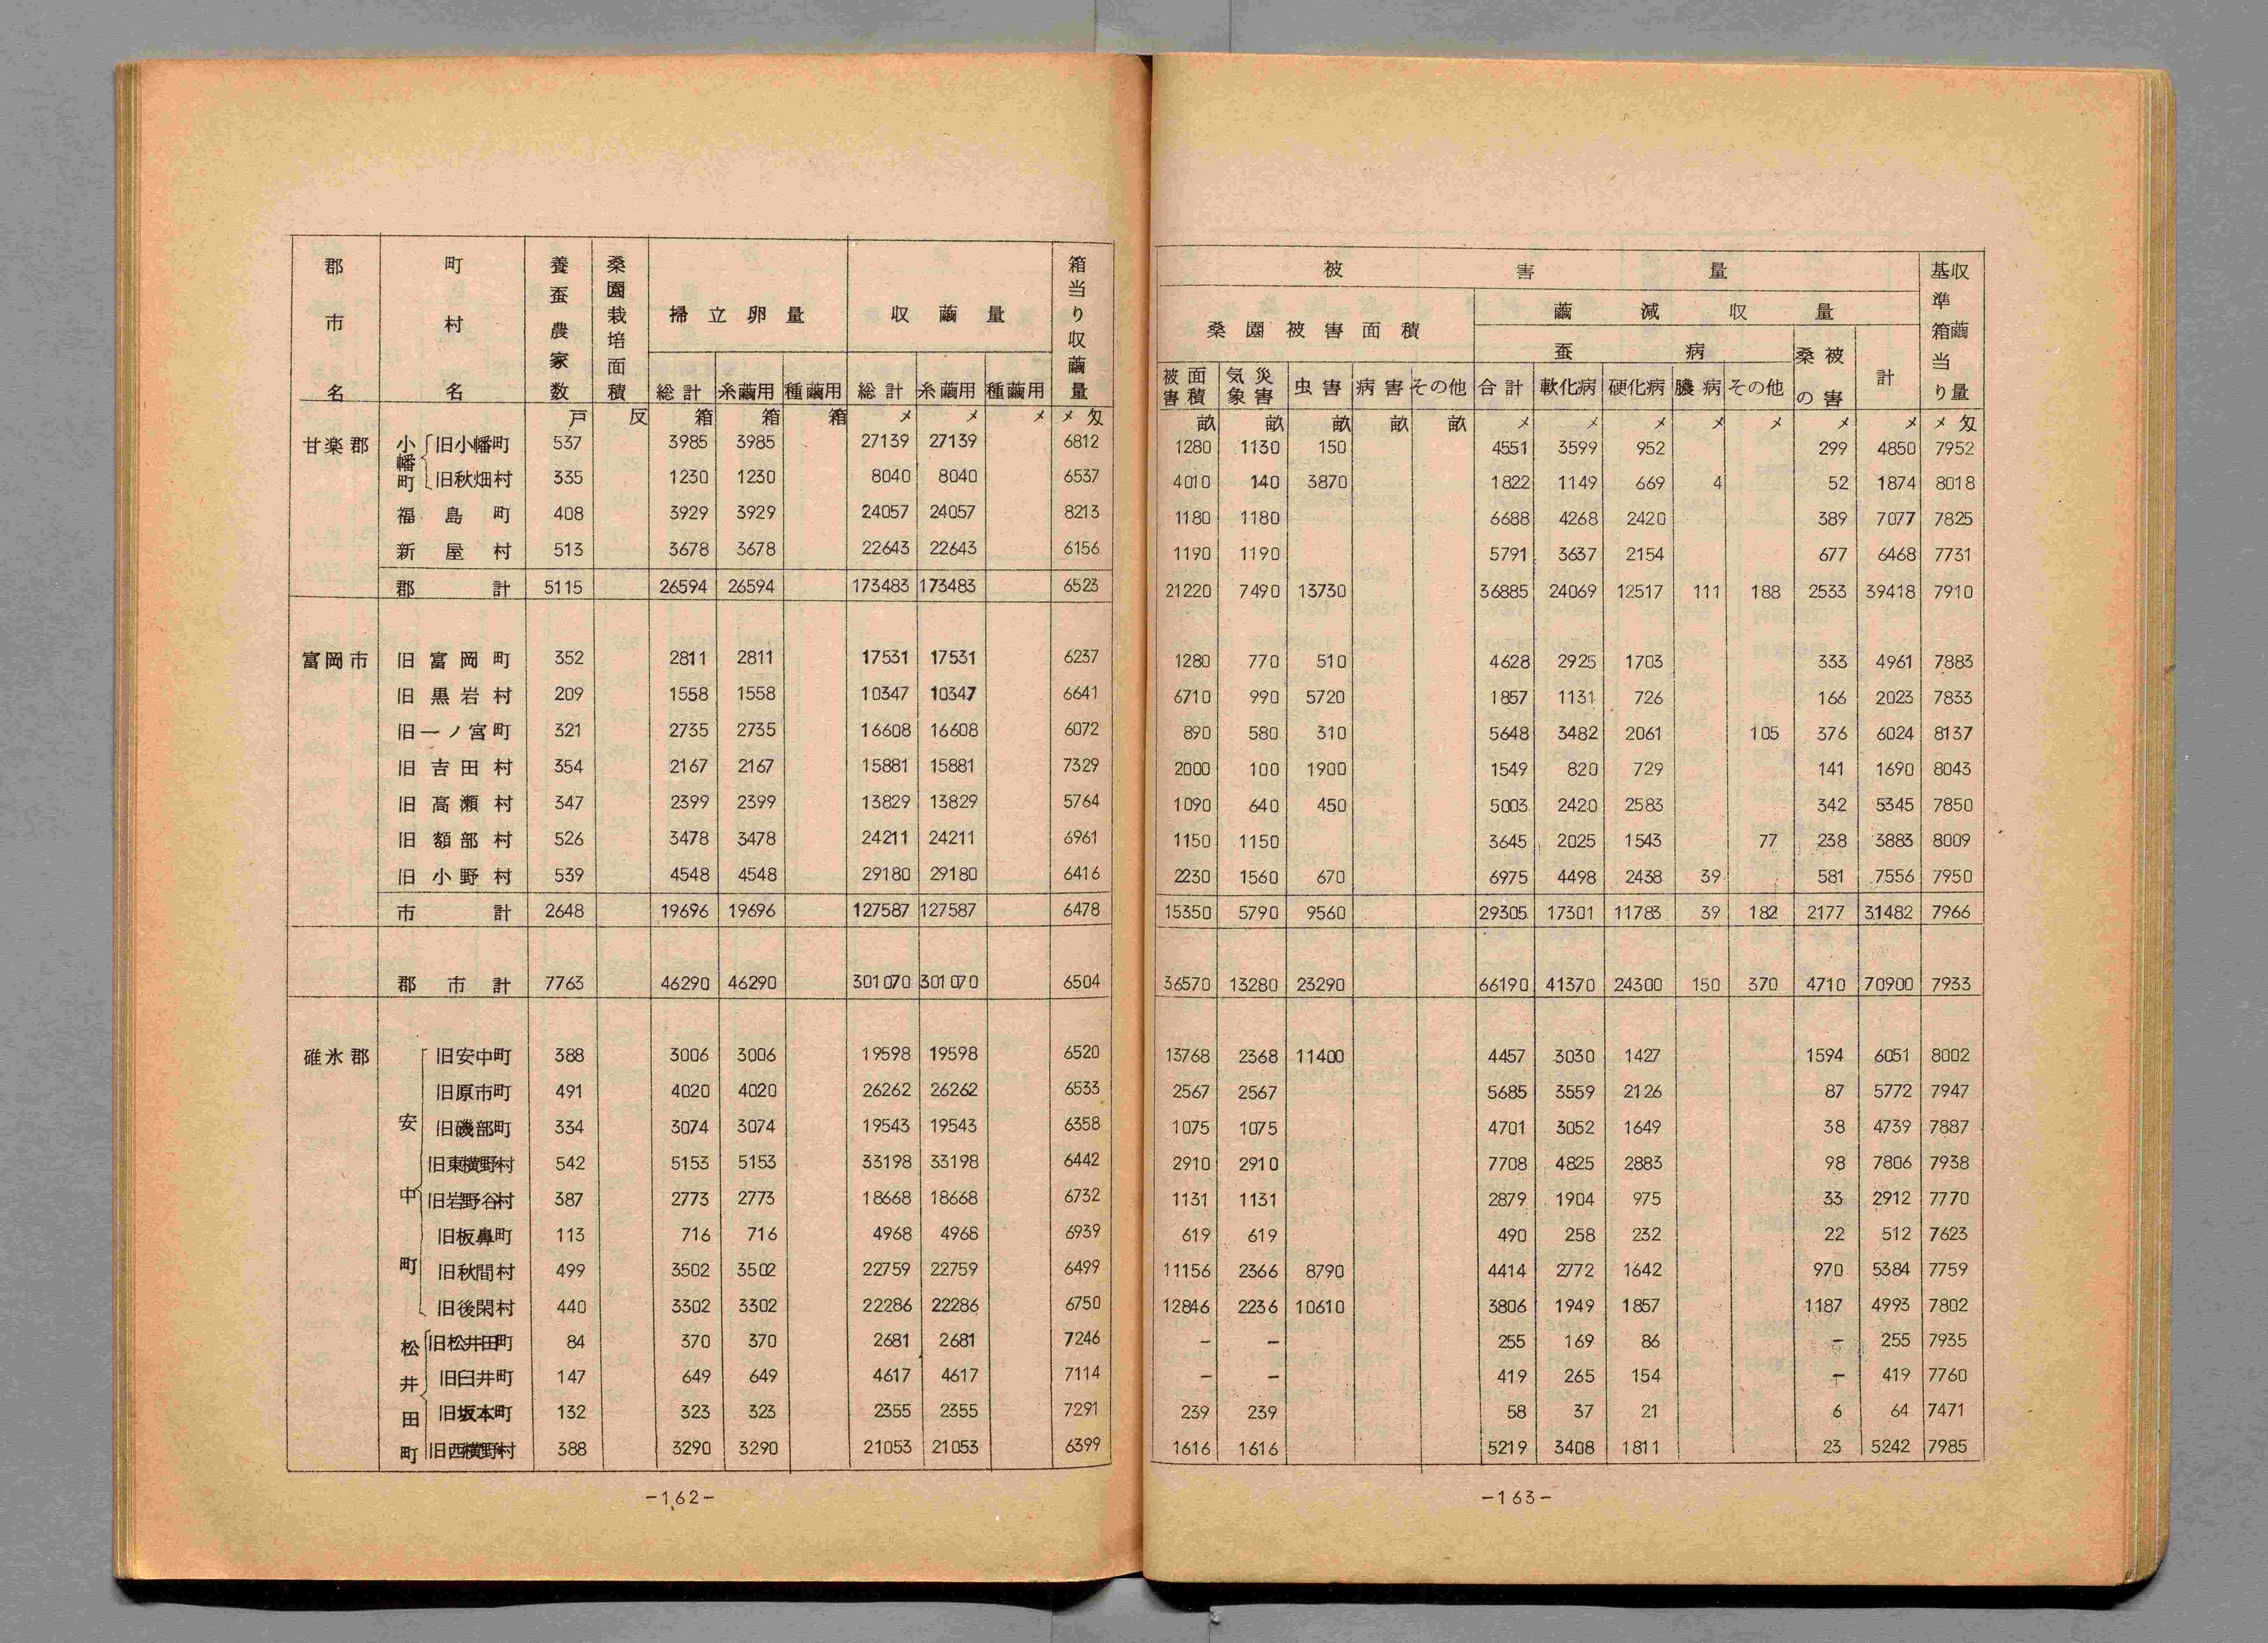 郡市名 町村名 養蚕農家数 桑園栽培面積 掃立卵量 収繭量 箱当り収繭量
総計 糸繭用 種繭用 総計 糸繭用 種繭用
戸 反 箱 箱 箱 メ メ メ メ 匁
甘楽郡 小幡町 旧小幡町 537 3985 3985 27139 27139 6812
旧秋畑村 335 1230 1230 8040 8040 6537
福島町 408 3929 3929 24057 24057 8213
新屋村 513 3678 3678 22643 22643 6156
郡計 5115 26594 26594 173483 173483 6523
富岡市 旧富岡町 352 2811 2811 17531 17531 6237
旧黒岩村 209 1558 1558 10347 10347 6641
旧一ノ宮町 321 2735 2735 16608 16608 6072
旧吉田村 354 2167 2167 15881 15881 7329
旧高瀬村 347 2399 2399 13829 13829 5764
旧額部村 526 3478 3478 24211 24211 6961
旧小野村 539 4548 4548 29180 29180 6416
市計 2648 19696 19696 127587 127587 6478
郡市計 7763 46290 46290 301070 301070 6504
碓氷郡 安中町 旧安中町 388 3006 3006 19598 19598 6520
旧原市町 491 4020 4020 26262 26262 6533
旧磯部町 334 3074 3074 19543 19543 6358
旧東横野村 542 5153 5153 33198 33198 6442
旧岩野谷村 387 2773 2773 18668 18668 6732
旧板鼻町 113 716 716 4968 4968 6939
旧秋間村 499 3502 3502 22759 22759 6499
旧後閑村 440 3302 3302 22286 22286 6750
松井田町 旧松井田町 84 370 370 2681 2681 7246
旧臼井町 147 649 649 4617 4617 7114
旧坂本町 132 323 323 2355 2355 7291
旧西横野村 388 3290 3290 21053 21053 6399
-162-
被害量 基準箱当り収繭量
桑園被害面積 繭減収量
蚕病 桑の被害 計
被害面積 気象災害 虫害 病害 その他 合計 軟化病 硬化病 膿病 その他
畝 畝 畝 畝 畝 メ メ メ メ メ メ メ メ 匁
1280 1130 150 4551 3599 952 299 4850 7952
4010 140 3870 1822 1149 669 4 52 1874 8018
1180 1180 6688 4268 2420 389 7077 7825
1190 1190 5791 3637 2154 677 6468 7731
21220 7490 13730 36885 24069 12517 111 188 2533 39418 7910
1280 770 510 4628 2925 1703 333 4961 7883
6710 990 5720 1857 1131 726 166 2023 7833
890 580 310 5648 3482 2061 105 376 6024 8137
2000 100 1900 1549 820 729 141 1690 8043
1090 640 450 5003 2420 2583 342 5345 7850
1150 1150 3645 2025 1543 77 238 3883 8009
2230 1560 670 6975 4498 2438 39 581 7556 7950
15350 5790 9560 29305 17301 11783 39 182 2177 31482 7966
36570 13280 23290 66190 41370 24300 150 370 4710 70900 7933
13768 2368 11400 4457 3030 1427 1594 6051 8002
2567 2567 5685 3559 2126 87 5772 7947
1075 1075 4701 3052 1649 38 4739 7887
2910 2910 7708 4825 2883 98 7806 7938
1131 1131 2879 1904 975 33 2912 7770
619 619 490 258 232 22 512 7623
11156 2366 8790 4414 2772 1642 970 5384 7759
12846 2236 10610 3806 1949 1857 1187 4993 7802
- - 255 169 86 - 255 7935
- - 419 265 154 - 419 7760
239 239 58 37 21 6 64 7471
1616 1616 5219 3408 1811 23 5242 7985
-163-